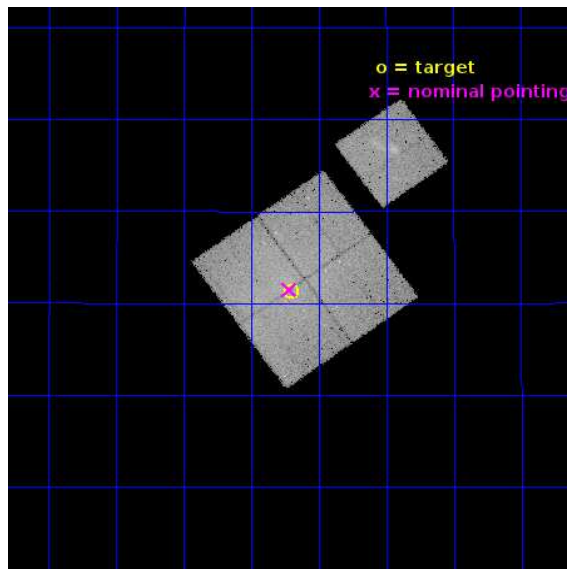 o = target
x = nominal pointing